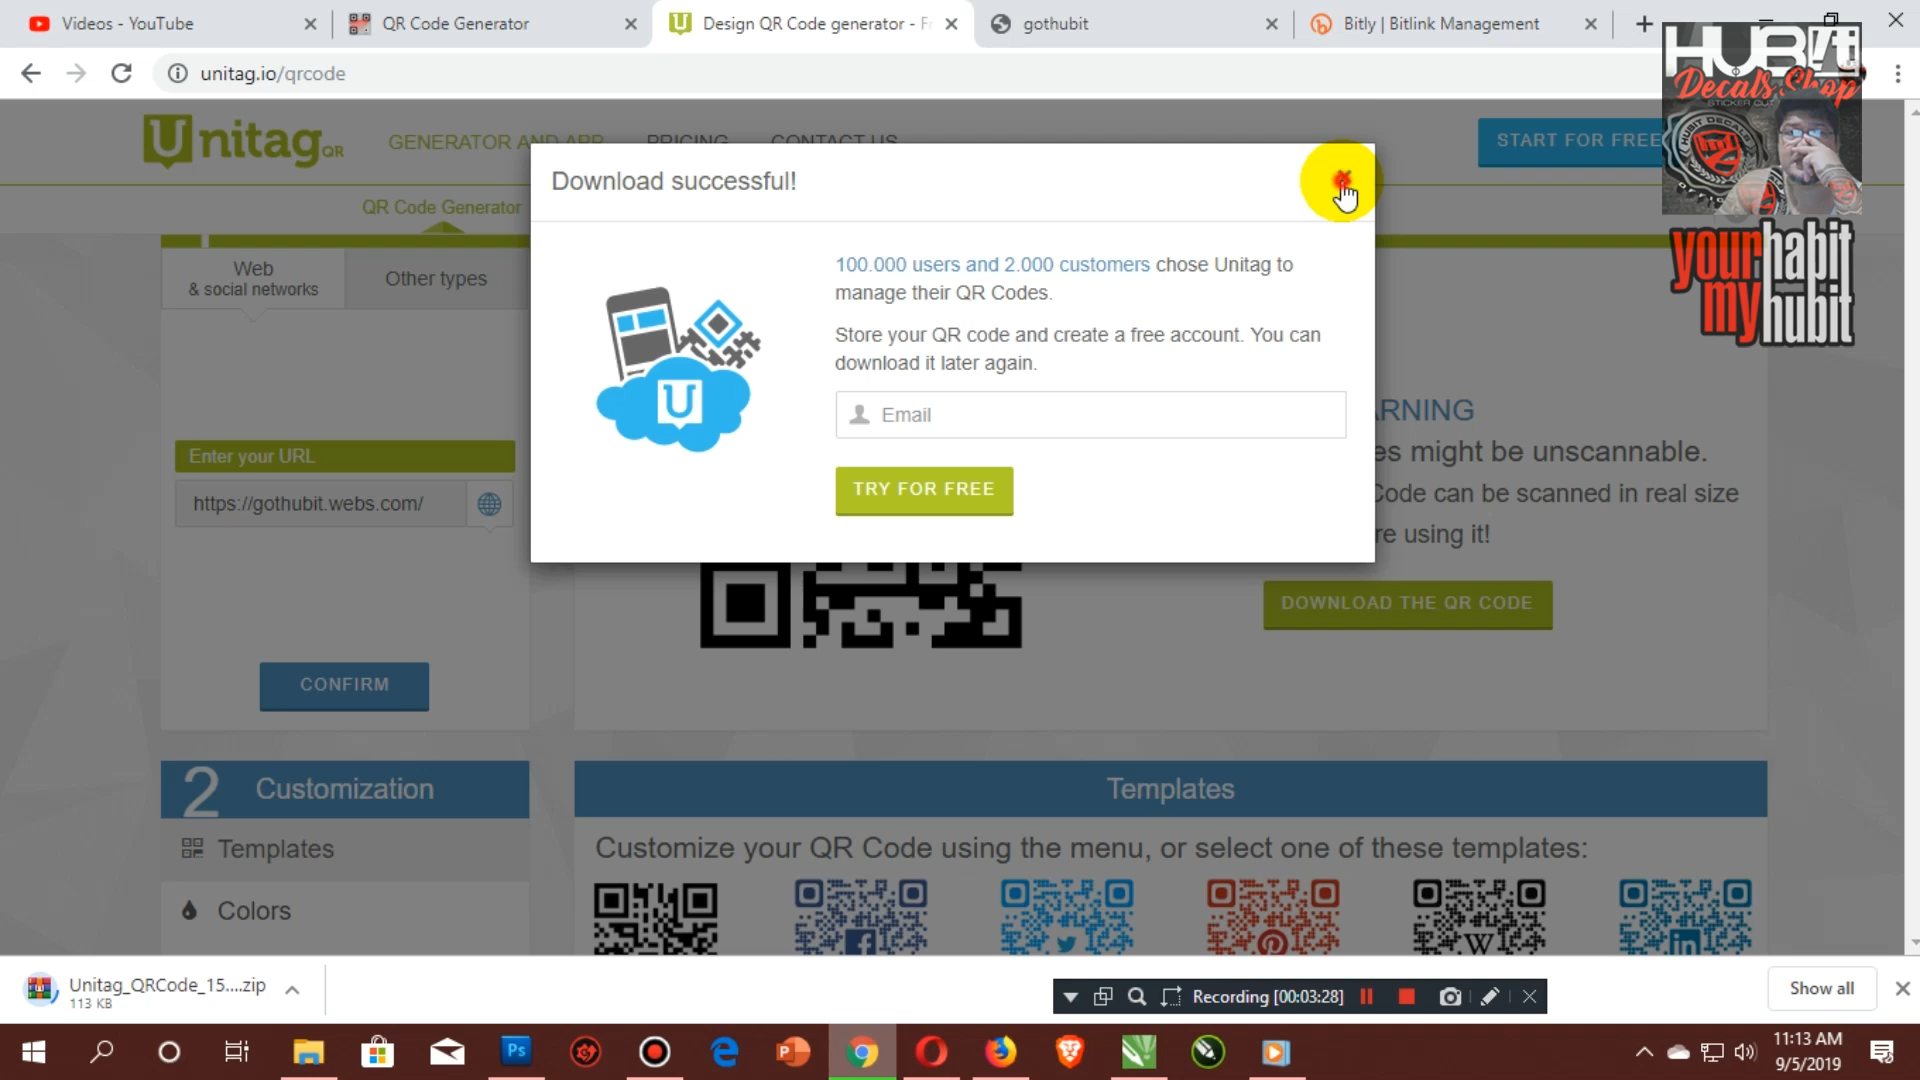 Videos - YouTube
QR Code Generator
Design QR Code generator - Fr
gothubit
Bitly | Bitlink Management
unitag.io/qrcode
HUBit
Decals Shop
STICKER CUT
Unitag QR
GENERATOR AND APP
PRICING
CONTACT US
START FOR FREE
QR Code Generator
Download successful!
your habit
my hubit
Web
& social networks
Other types
100.000 users and 2.000 customers chose Unitag to
manage their QR Codes.
Store your QR code and create a free account. You can
download it later again.
Email
TRY FOR FREE
Enter your URL
https://gothubit.webs.com/
ARNING
es might be unscannable.
Code can be scanned in real size
re using it!
DOWNLOAD THE QR CODE
CONFIRM
2 Customization
Templates
Templates
Customize your QR Code using the menu, or select one of these templates:
Colors
W
in
Unitag_QRCode_15....zip
113 KB
Recording [00:03:28]
Show all
Ps
11:13 AM
9/5/2019